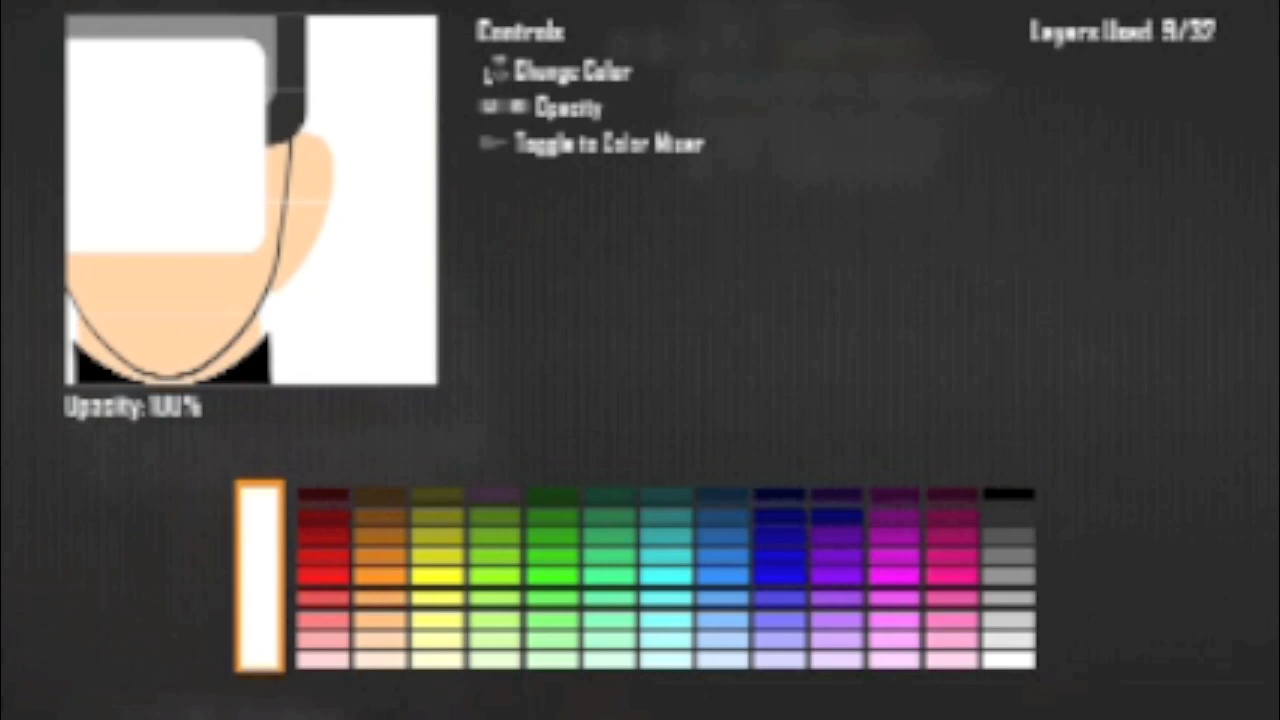 Controls
Layers Used 9/32
Change Color
Opacity
Toggle to Color Mixer
Opacity: 100%